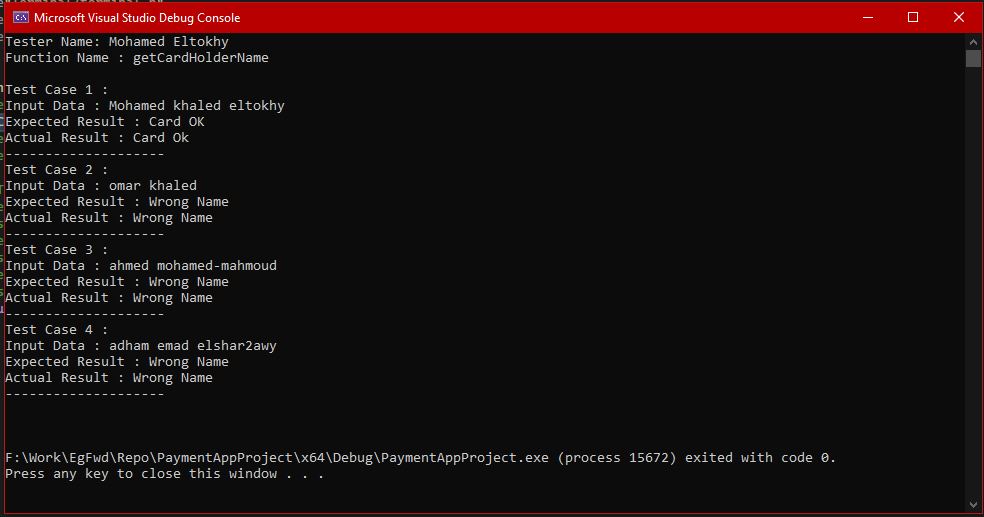 Microsoft Visual Studio Debug Console
Tester Name: Mohamed Eltokhy
Function Name : getCardHolderName
Test Case 1 :
Input Data : Mohamed khaled eltokhy
Expected Result : Card OK
Actual Result : Card Ok
--------------------
Test Case 2 :
Input Data : omar khaled
Expected Result : Wrong Name
Actual Result : Wrong Name
--------------------
Test Case 3 :
Input Data : ahmed mohamed-mahmoud
Expected Result : Wrong Name
Actual Result : Wrong Name
--------------------
Test Case 4 :
Input Data : adham emad elshar2awy
Expected Result : Wrong Name
Actual Result : Wrong Name
--------------------
F:\Work\EgFwd\Repo\PaymentAppProject\x64\Debug\PaymentAppProject.exe (process 15672) exited with code 0.
Press any key to close this window . . .